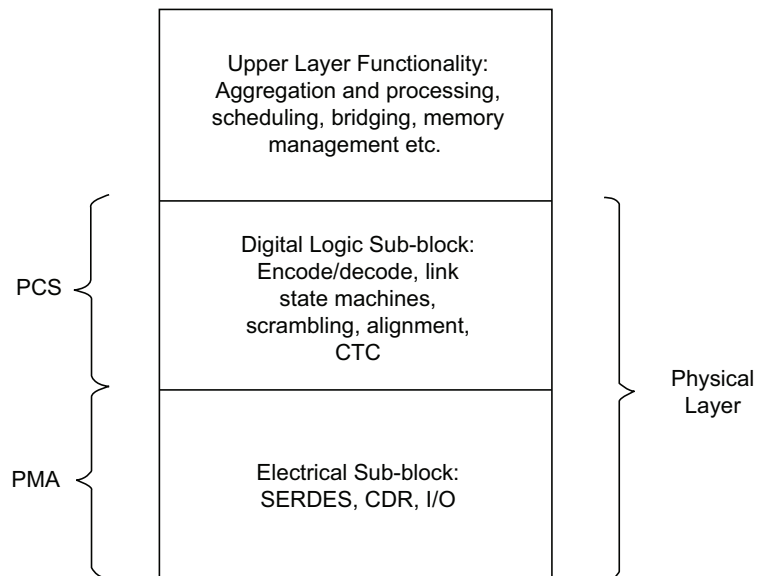 Upper Layer Functionality:
Aggregation and processing,
scheduling, bridging, memory
management etc.
PCS
Digital Logic Sub-block:
Encode/decode, link
state machines,
scrambling, alignment,
CTC
Physical
Layer
PMA
Electrical Sub-block:
SERDES, CDR, I/O